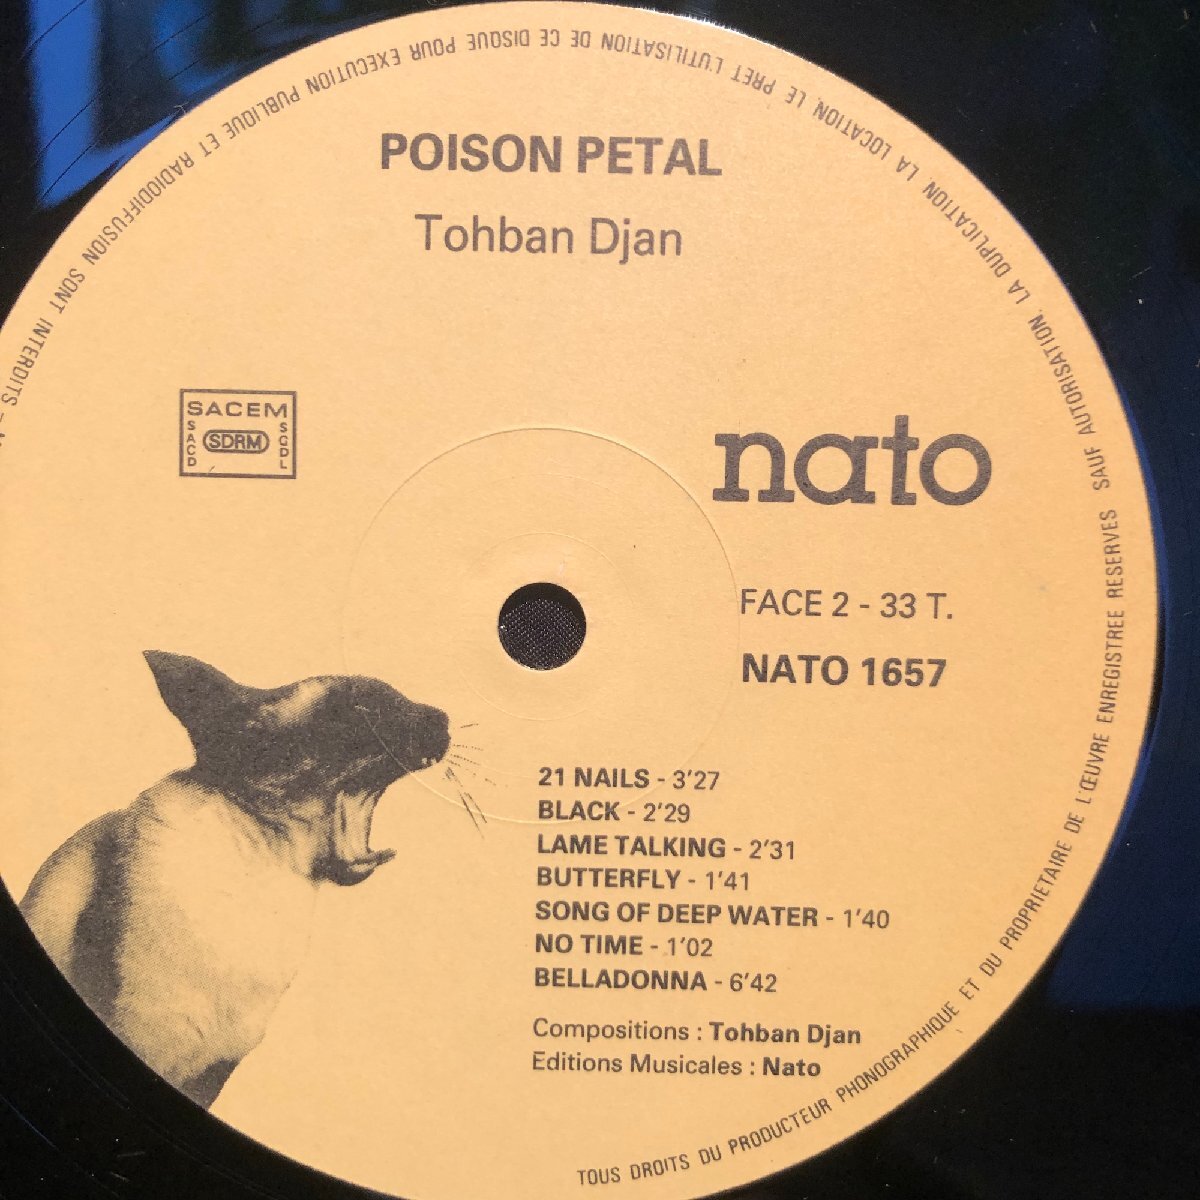 POISON PETAL
Tohban Djan
SACEM
SACD
SDRM
SGDL
nato
FACE 2 - 33 T.
NATO 1657
21 NAILS - 3'27
BLACK - 2'29
LAME TALKING - 2'31
BUTTERFLY - 1'41
SONG OF DEEP WATER - 1'40
NO TIME - 1'02
BELLADONNA - 6'42
Compositions : Tohban Djan
Editions Musicales : Nato
TOUS DROITS DU PRODUCTEUR PHONOGRAPHIQUE ET DU PROPRIETAIRE DE L'ŒUVRE ENREGISTREE RESERVES SAUF AUTORISATION, LA DUPLICATION, LA LOCATION, LE PRET L'UTILISATION DE CE DISQUE POUR EXECUTION PUBLIQUE ET RADIODIFFUSION SONT INTERDITS -